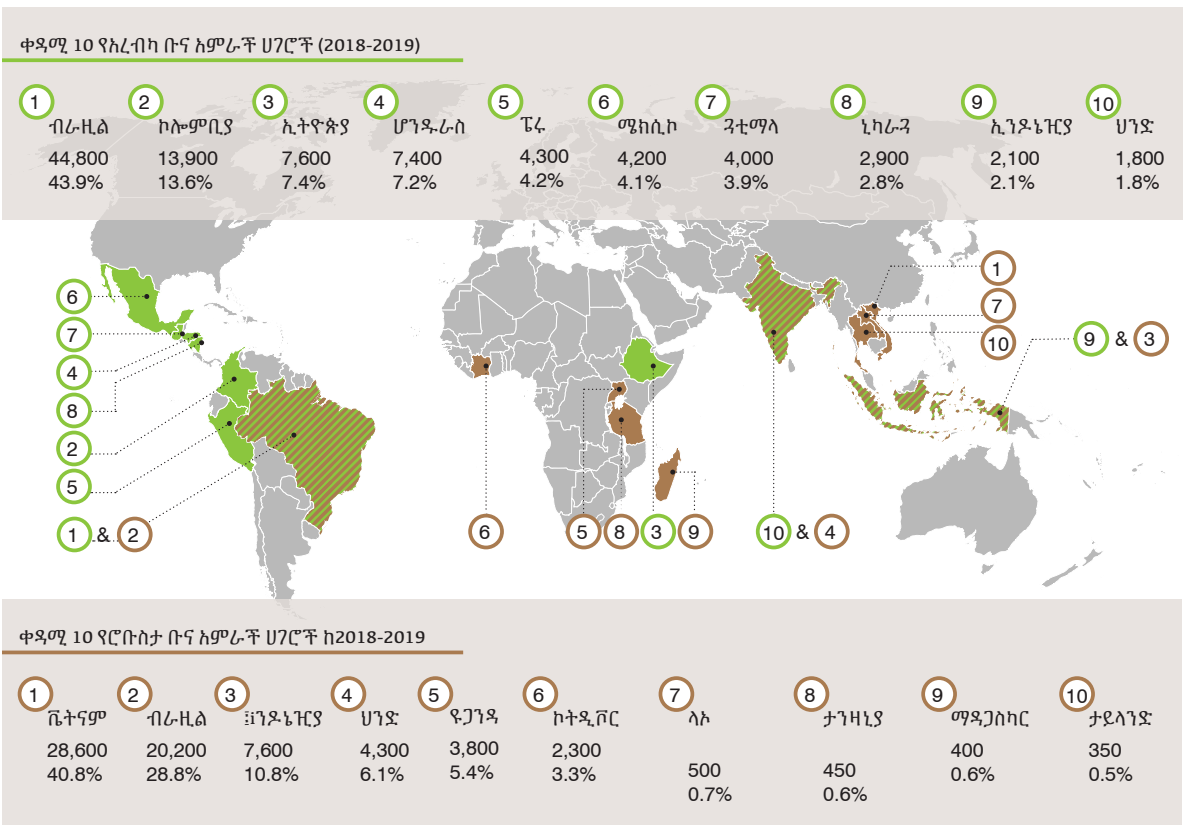 ቀዳሚ 10 የአረብካ ቡና አምራች ሀገሮች (2018-2019)
1 2 3 4 5 6 7 8 9 10
ብራዚል ኮሎምቢያ ኢትዮጵያ ሆንዱራስ ፔሩ ሜክሲኮ ጓቲማላ ኒካራጓ ኢንዶኔዢያ ህንድ
44,800 13,900 7,600 7,400 4,300 4,200 4,000 2,900 2,100 1,800
43.9% 13.6% 7.4% 7.2% 4.2% 4.1% 3.9% 2.8% 2.1% 1.8%
1
6
7
7
10
9 & 3
4
8
2
5
1 & 2
6
5
8
3
9
10 & 4
ቀዳሚ 10 የሮቡስታ ቡና አምራች ሀገሮች ከ2018-2019
1 2 3 4 5 6 7 8 9 10
ቬትናም ብራዚል ህንድ ዩጋንዳ ኮትዲቮር ላኦ ታንዛኒያ ማዳጋስካር ታይላንድ
28,600 20,200 7,600 4,300 3,800 2,300 400 350
40.8% 28.8% 10.8% 6.1% 5.4% 3.3% 0.6% 0.5%
500 450
0.7% 0.6%